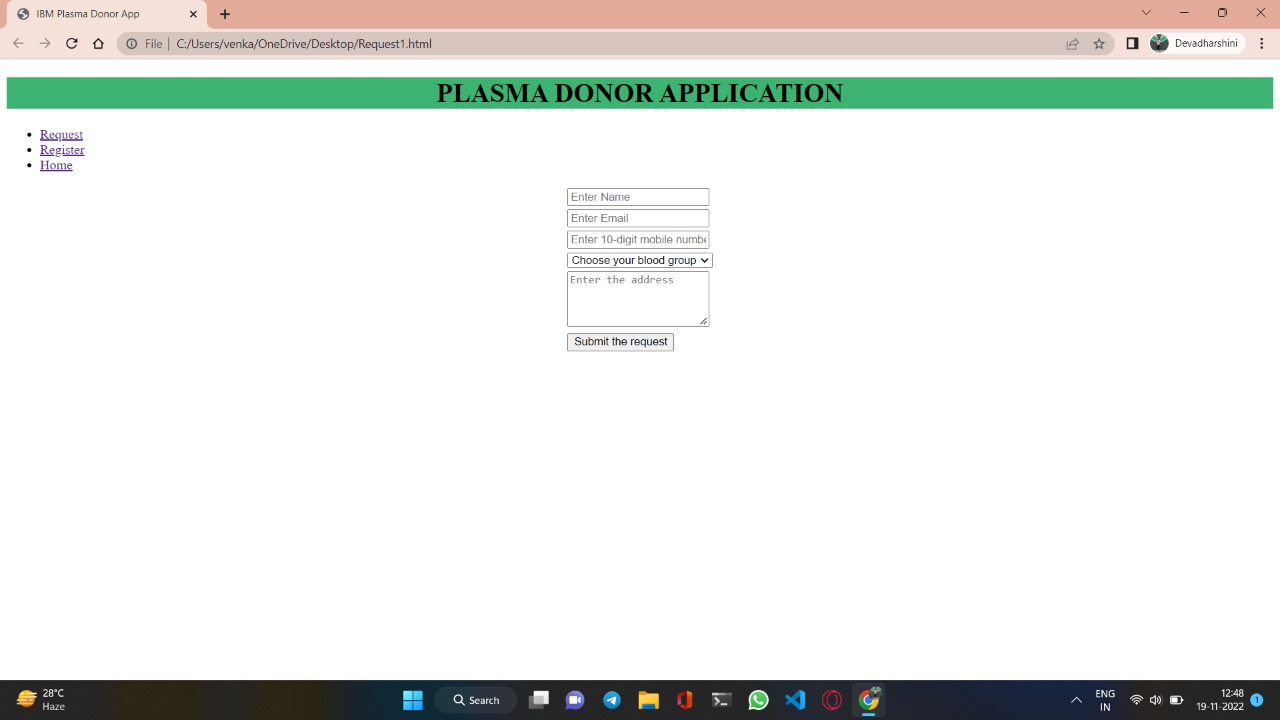 IBM Plasma Donor App
File | C:/Users/venka/OneDrive/Desktop/Request1.html
Devadharshini
PLASMA DONOR APPLICATION
Request
Register
Home
Enter Name
Enter Email
Enter 10-digit mobile numbe
Choose your blood group
Enter the address
Submit the request
28°C
Haze
Search
ENG
IN
12:48
19-11-2022
1